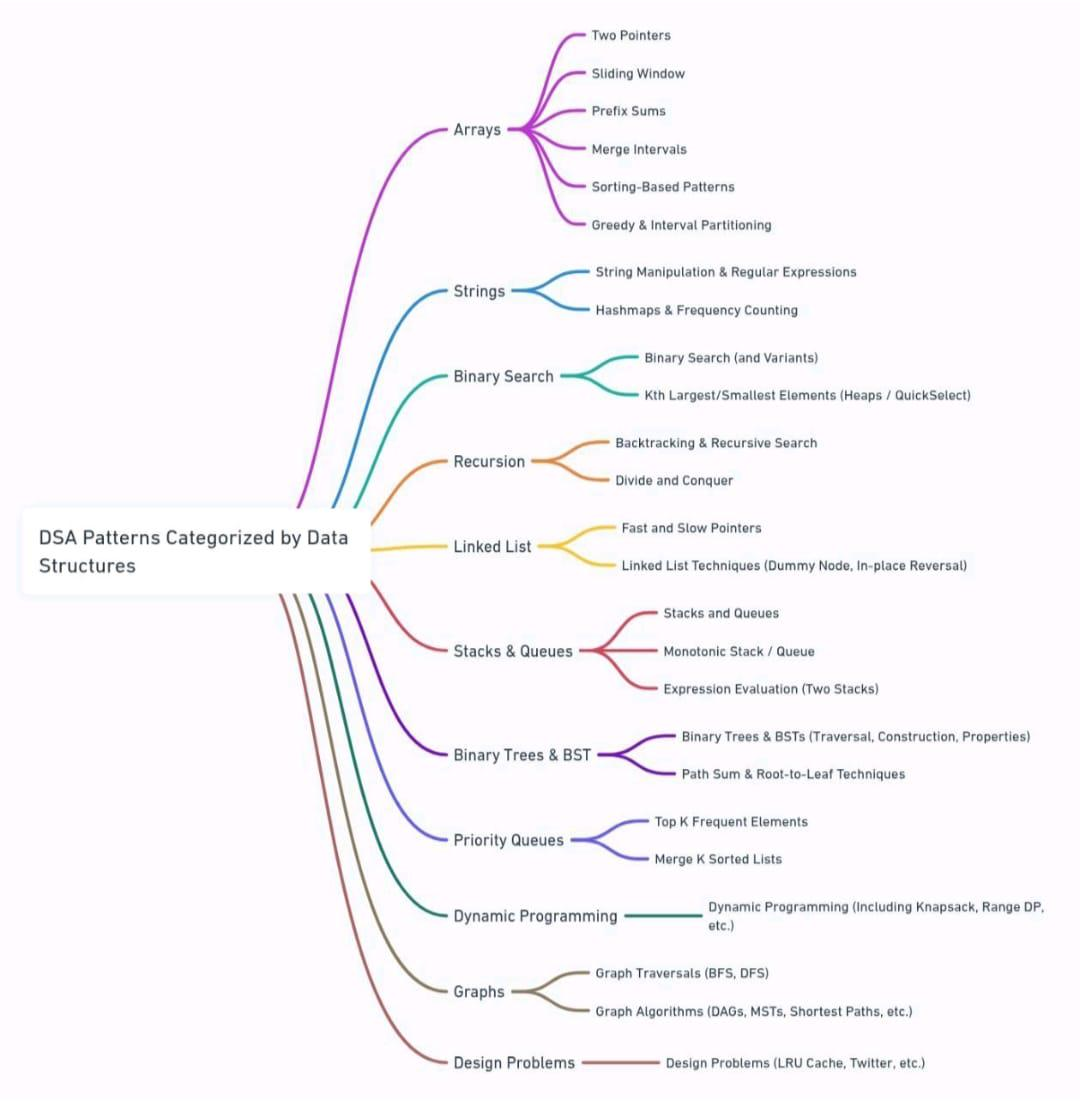 DSA Patterns Categorized by Data
Structures
Arrays
Two Pointers
Sliding Window
Prefix Sums
Merge Intervals
Sorting-Based Patterns
Greedy & Interval Partitioning
Strings
String Manipulation & Regular Expressions
Hashmaps & Frequency Counting
Binary Search
Binary Search (and Variants)
Kth Largest/Smallest Elements (Heaps / QuickSelect)
Recursion
Backtracking & Recursive Search
Divide and Conquer
Linked List
Fast and Slow Pointers
Linked List Techniques (Dummy Node, In-place Reversal)
Stacks & Queues
Stacks and Queues
Monotonic Stack / Queue
Expression Evaluation (Two Stacks)
Binary Trees & BST
Binary Trees & BSTs (Traversal, Construction, Properties)
Path Sum & Root-to-Leaf Techniques
Priority Queues
Top K Frequent Elements
Merge K Sorted Lists
Dynamic Programming
Dynamic Programming (Including Knapsack, Range DP,
etc.)
Graphs
Graph Traversals (BFS, DFS)
Graph Algorithms (DAGs, MSTs, Shortest Paths, etc.)
Design Problems
Design Problems (LRU Cache, Twitter, etc.)